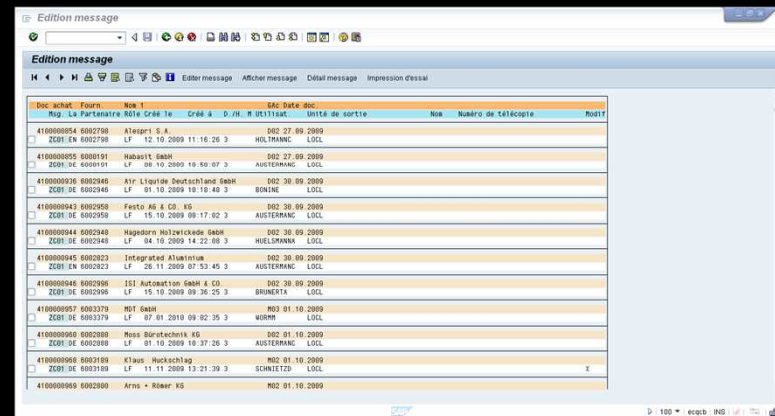 Edition message
Edition message
Editer message Afficher message Détail message Impression d'essai
Doc achat Fourn. Nom 1 GAc Date doc.
Msg. La Partenaire Rôle Créé le Créé à D./H. M Utilisat. Unité de sortie Nom Numéro de télécopie Modif
4100000854 6002798 Alespri S.A. D02 27.09.2009
ZC01 EN 6002798 LF 12.10.2009 11:16:26 3 HOLTMANNC LOCL
4100000855 6000191 Habasit GmbH D02 27.09.2009
ZC01 DE 6000191 LF 08.10.2009 10:50:07 3 AUSTERMANC LOCL
4100000936 6002946 Air Liquide Deutschland GmbH D02 30.09.2009
ZC01 DE 6002946 LF 01.10.2009 10:18:40 3 BONINE LOCL
4100000943 6002958 Festo AG & CO. KG D02 30.09.2009
ZC01 DE 6002958 LF 15.10.2009 08:17:02 3 AUSTERMANC LOCL
4100000944 6002948 Hagedorn Holzwickede GmbH D02 30.09.2009
ZC01 DE 6002948 LF 04.10.2009 14:22:08 3 HUELSMANNA LOCL
4100000945 6002823 Integrated Aluminium D02 30.09.2009
ZC01 DE 6002823 LF 26.11.2009 07:53:45 3 AUSTERMANC LOCL
4100000946 6002996 ISI Automation GmbH & CO. D02 30.09.2009
ZC01 DE 6002996 LF 15.10.2009 09:36:25 3 BRUNERTA LOCL
4100000957 6003379 MDT GmbH M03 01.10.2009
ZC01 DE 6003379 LF 07.01.2010 09:02:35 3 WORMM LOCL
4100000960 6002888 Moss Bürotechnik KG D02 01.10.2009
ZC01 DE 6002888 LF 01.10.2009 10:37:26 3 AUSTERMANC LOCL
4100000968 6003189 Klaus Huckschlag M02 01.10.2009
ZC01 DE 6003189 LF 11.11.2009 13:21:39 3 SCHNIETZD LOCL X
4100000969 6002800 Arns + Römer KG M02 01.10.2009
SAP
100 ecqcb INS